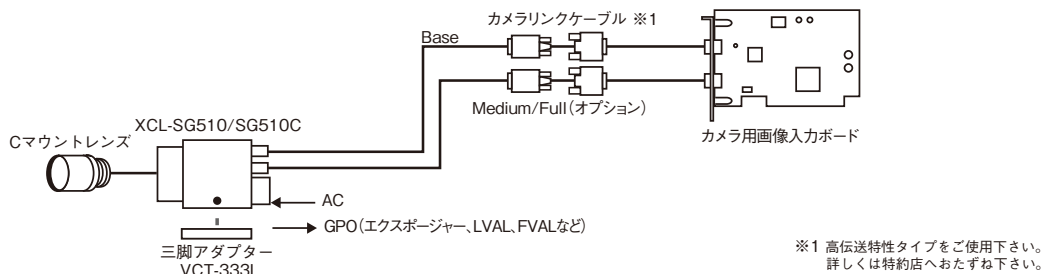 カメラリンクケーブル ※1
Base
Medium/Full(オプション)
カメラ用画像入力ボード
XCL-SG510/SG510C
Cマウントレンズ
AC
GPO(エクスポージャー、LVAL、FVALなど)
三脚アダプター
VCT-333I
※1 高伝送特性タイプをご使用下さい。
詳しくは特約店へおたずね下さい。